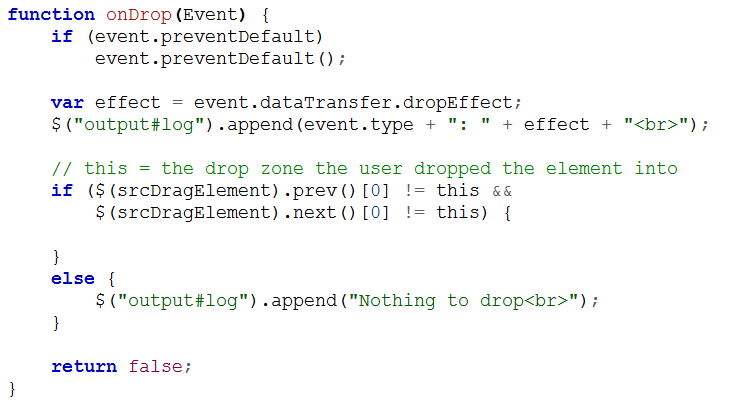 function onDrop(Event) {
    if (event.preventDefault)
        event.preventDefault();

    var effect = event.dataTransfer.dropEffect;
    $("output#log").append(event.type + ": " + effect + "<br>");

    // this = the drop zone the user dropped the element into
    if ($(srcDragElement).prev()[0] != this &&
        $(srcDragElement).next()[0] != this) {

    }
    else {
        $("output#log").append("Nothing to drop<br>");
    }

    return false;
}